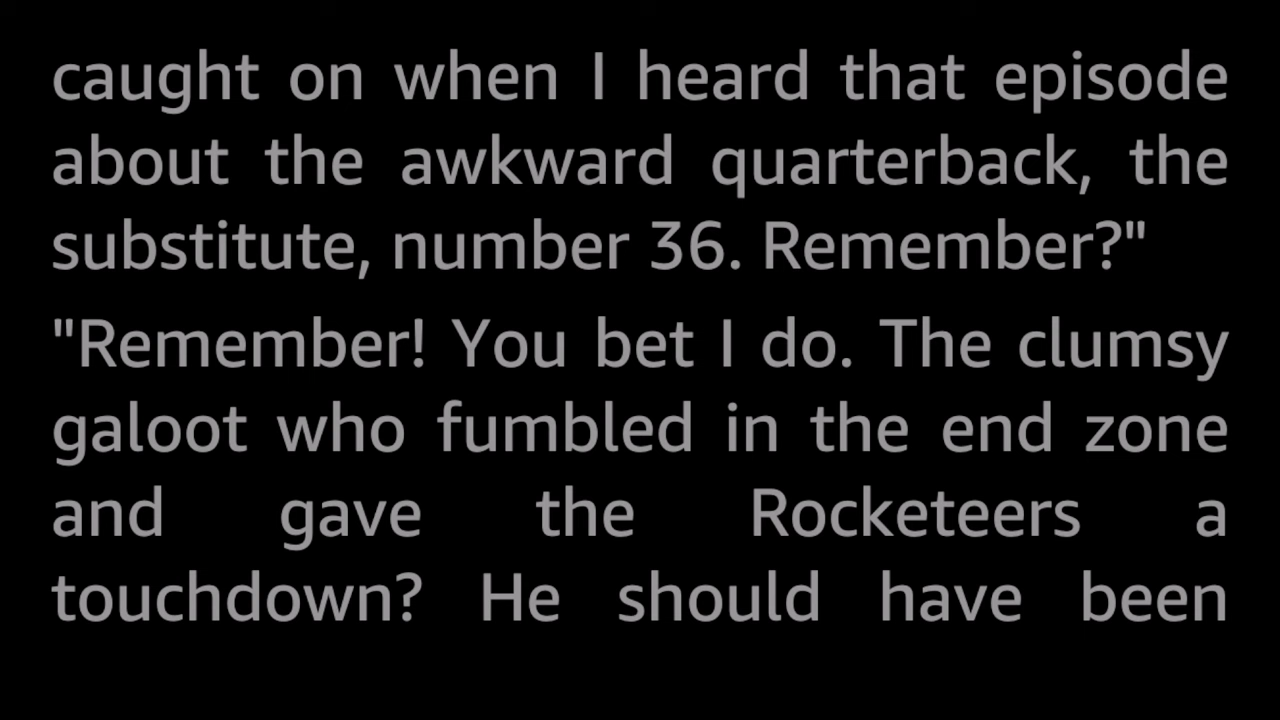 caught on when I heard that episode
about the awkward quarterback, the
substitute, number 36. Remember?"
"Remember! You bet I do. The clumsy
galoot who fumbled in the end zone
and gave the Rocketeers a
touchdown? He should have been